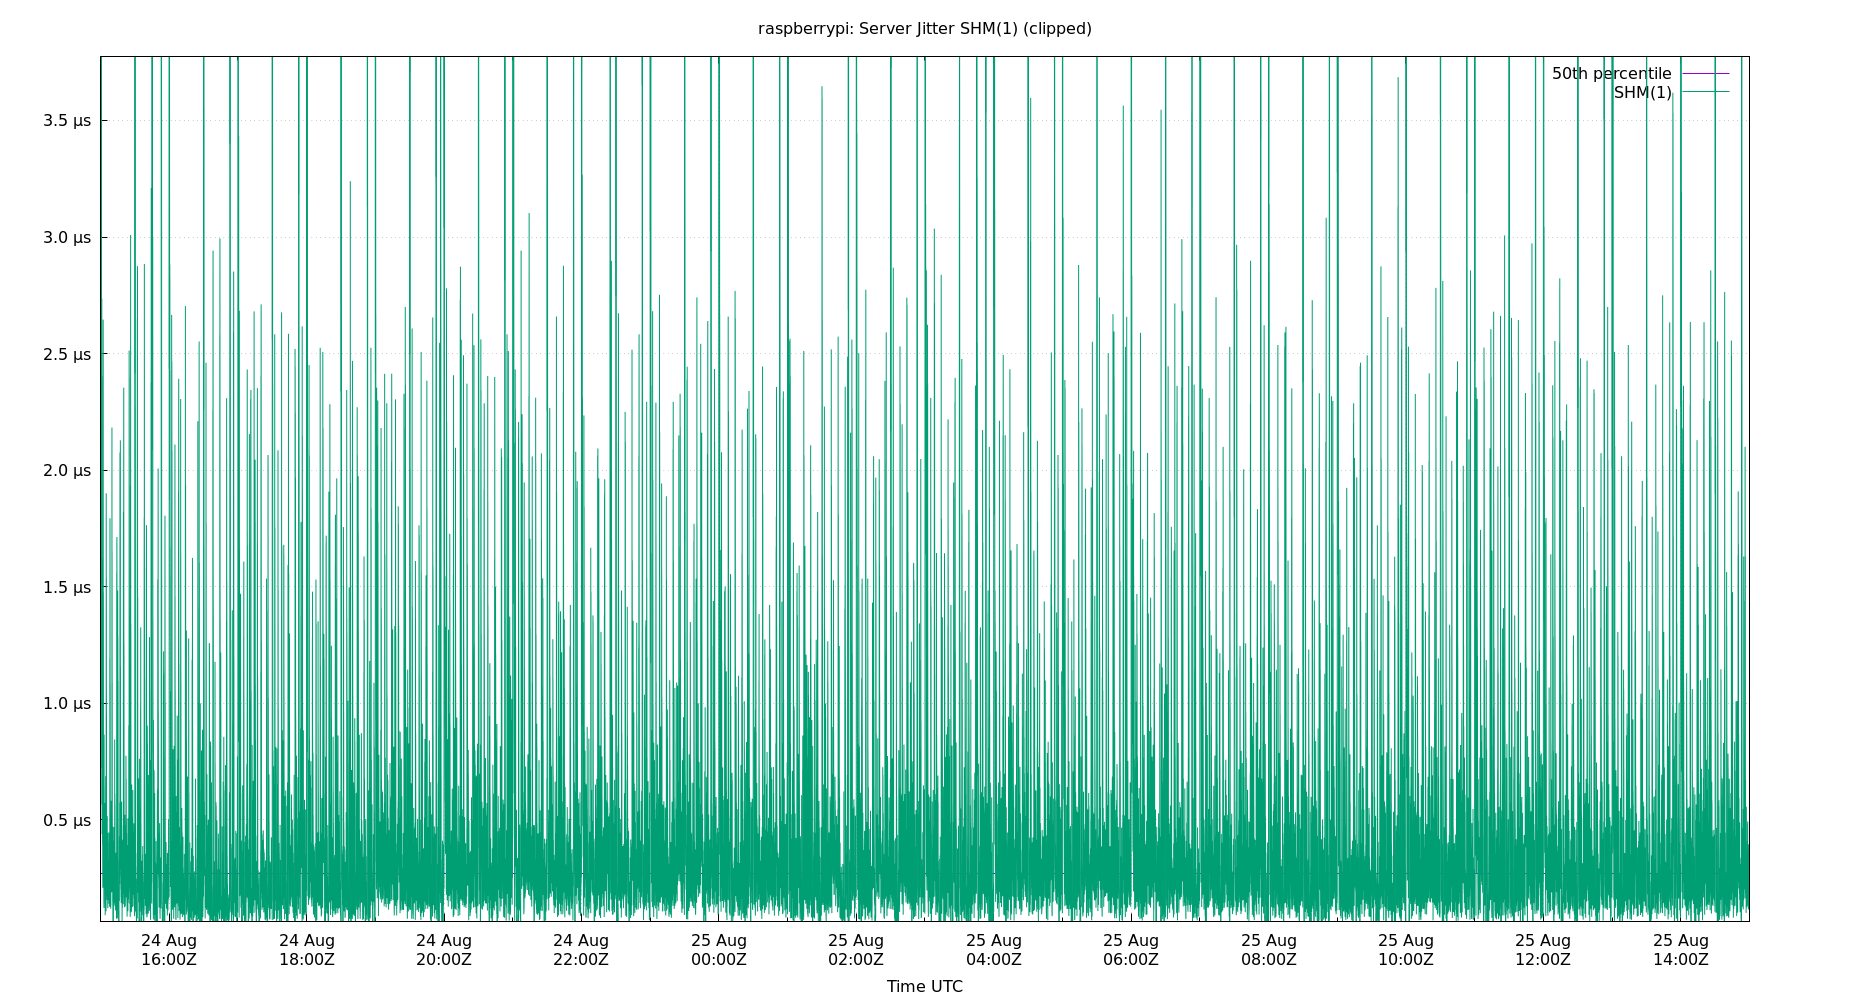 raspberrypi: Server Jitter SHM(1) (clipped)
50th percentile
SHM(1)
3.5 µs
3.0 µs
2.5 µs
2.0 µs
1.5 µs
1.0 µs
0.5 µs
24 Aug 24 Aug 24 Aug 24 Aug 25 Aug 25 Aug 25 Aug 25 Aug 25 Aug 25 Aug 25 Aug 25 Aug
16:00Z 18:00Z 20:00Z 22:00Z 00:00Z 02:00Z 04:00Z 06:00Z 08:00Z 10:00Z 12:00Z 14:00Z
Time UTC